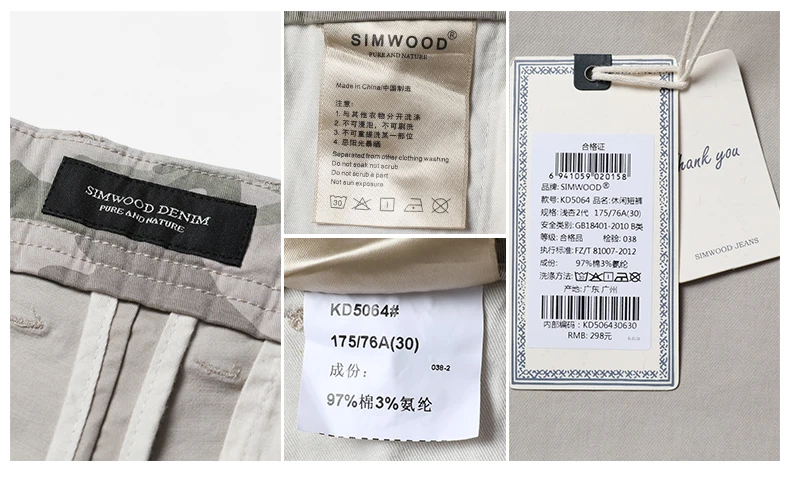 SIMWOOD DENIM
PURE AND NATURE
SIMWOOD®
PURE AND NATURE
Made in China/中国制造
注意：
1. 与其他衣物分开洗涤
2. 不可浸泡，不可刷洗
3. 不可重搓洗某一部位
4. 忌阳光暴晒
Separated from other clothing washing
Do not soak not scrub
Do not scrub a part
Not sun exposure
30
KD5064#
175/76A(30)
成份：
038-2
97%棉3%氨纶
合格证
6 941059 020158
品牌: SIMWOOD®
款号: KD5064 品名: 休闲短裤
规格: 浅杏2代 175/76A(30)
安全类别: GB18401-2010 B类
等级: 合格品 检验: 038
执行标准: FZ/T 81007-2012
成份: 97%棉3%氨纶
洗涤方法:
产地: 广东 广州
内部编码: KD506430630
RMB: 298元
thank you
SIMWOOD JEANS